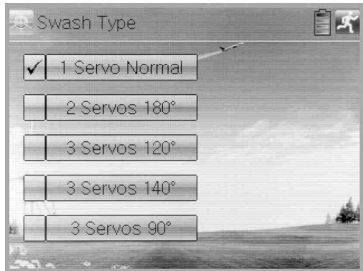 Swash Type
1 Servo Normal
2 Servos 180°
3 Servos 120°
3 Servos 140°
3 Servos 90°